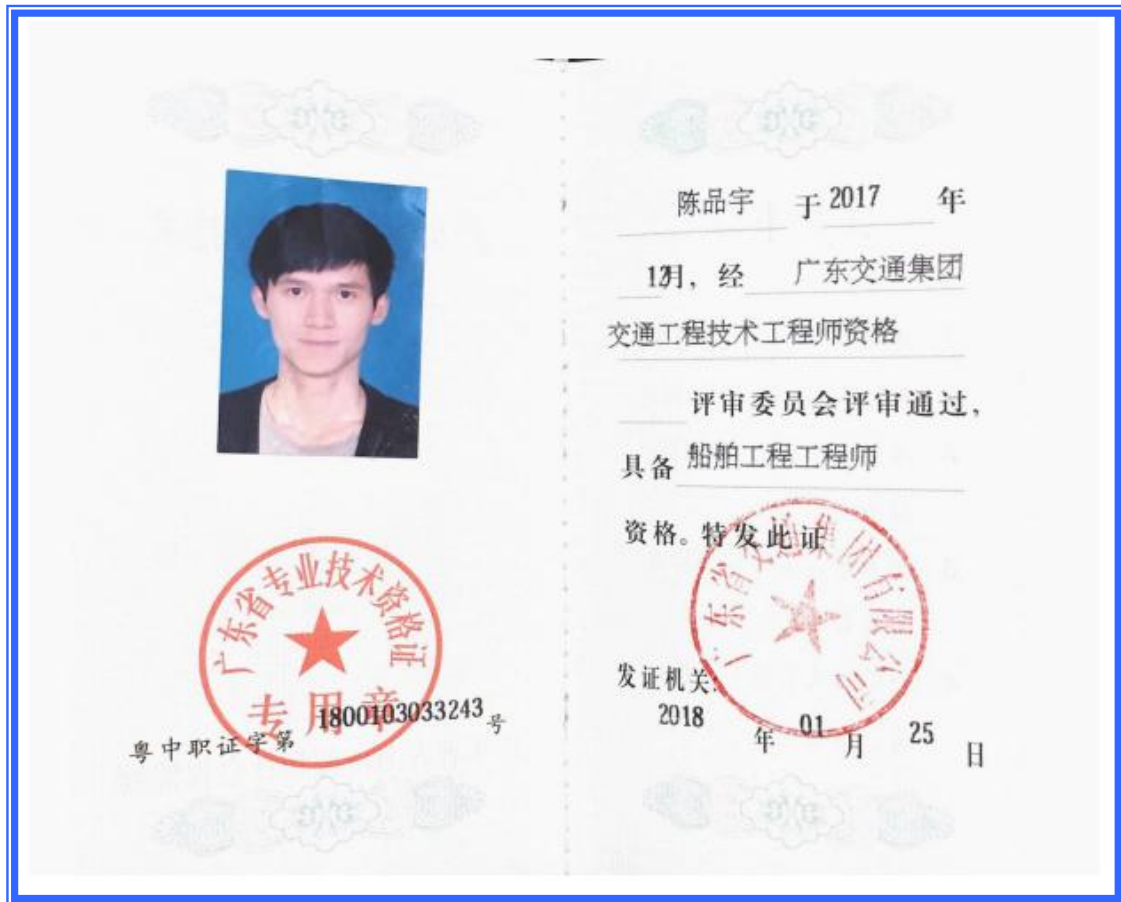 广东省专业技术资格证
专用章
粤中职证字第 1800103033243 号
陈品宇 于 2017 年
12月，经 广东交通集团
交通工程技术工程师资格
评审委员会评审通过，
具备 船舶工程工程师
资格。特发此证
广东省交通集团有限公司
发证机关：
2018 年 01 月 25 日